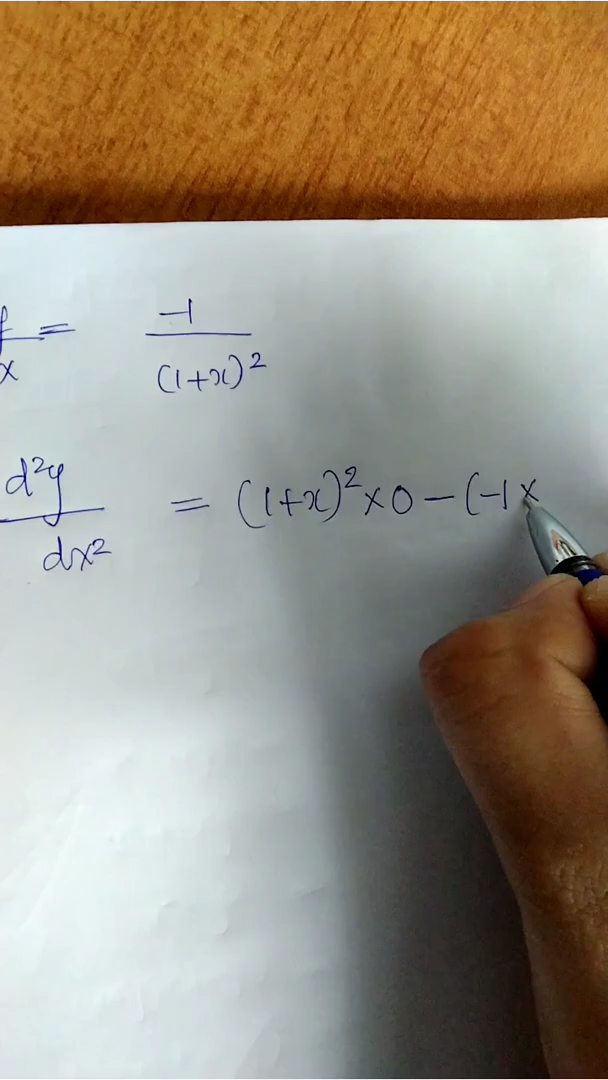 y/x = -1/(1+x)²
d²y/dx² = (1+x)² × 0 - (-1 ×